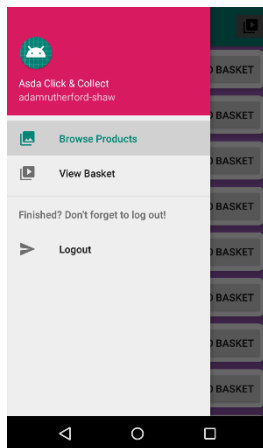 Asda Click & Collect
adamrutherford-shaw
Browse Products
View Basket
Finished? Don't forget to log out!
Logout
BASKET
BASKET
BASKET
BASKET
BASKET
BASKET
BASKET
BASKET